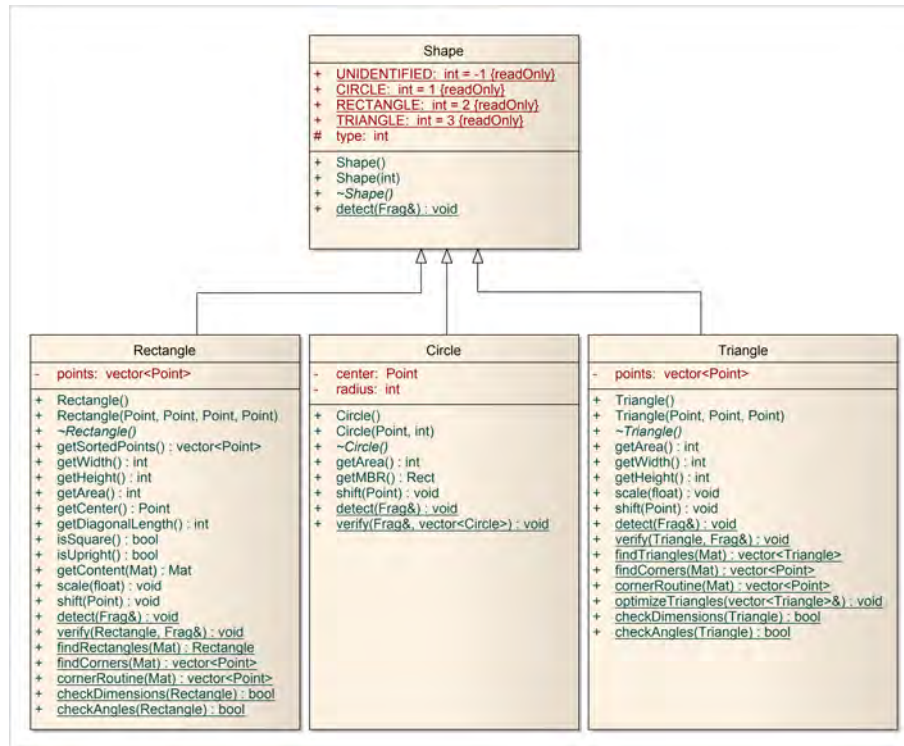 Shape
+ UNIDENTIFIED: int = -1 {readOnly}
+ CIRCLE: int = 1 {readOnly}
+ RECTANGLE: int = 2 {readOnly}
+ TRIANGLE: int = 3 {readOnly}
# type: int
+ Shape()
+ Shape(int)
+ ~Shape()
+ detect(Frag&) : void
Rectangle
- points: vector<Point>
+ Rectangle()
+ Rectangle(Point, Point, Point, Point)
+ ~Rectangle()
+ getSortedPoints() : vector<Point>
+ getWidth() : int
+ getHeight() : int
+ getArea() : int
+ getCenter() : Point
+ getDiagonalLength() : int
+ isSquare() : bool
+ isUpright() : bool
+ getContent(Mat) : Mat
+ scale(float) : void
+ shift(Point) : void
+ detect(Frag&) : void
+ verify(Rectangle, Frag&) : void
+ findRectangles(Mat) : Rectangle
+ findCorners(Mat) : vector<Point>
+ cornerRoutine(Mat) : vector<Point>
+ checkDimensions(Rectangle) : bool
+ checkAngles(Rectangle) : bool
Circle
- center: Point
- radius: int
+ Circle()
+ Circle(Point, int)
+ ~Circle()
+ getArea() : int
+ getMBR() : Rect
+ shift(Point) : void
+ detect(Frag&) : void
+ verify(Frag&, vector<Circle>) : void
Triangle
- points: vector<Point>
+ Triangle()
+ Triangle(Point, Point, Point)
+ ~Triangle()
+ getArea() : int
+ getWidth() : int
+ getHeight() : int
+ scale(float) : void
+ shift(Point) : void
+ detect(Frag&) : void
+ verify(Triangle, Frag&) : void
+ findTriangles(Mat) : vector<Triangle>
+ findCorners(Mat) : vector<Point>
+ cornerRoutine(Mat) : vector<Point>
+ optimizeTriangles(vector<Triangle>&) : void
+ checkDimensions(Triangle) : bool
+ checkAngles(Triangle) : bool